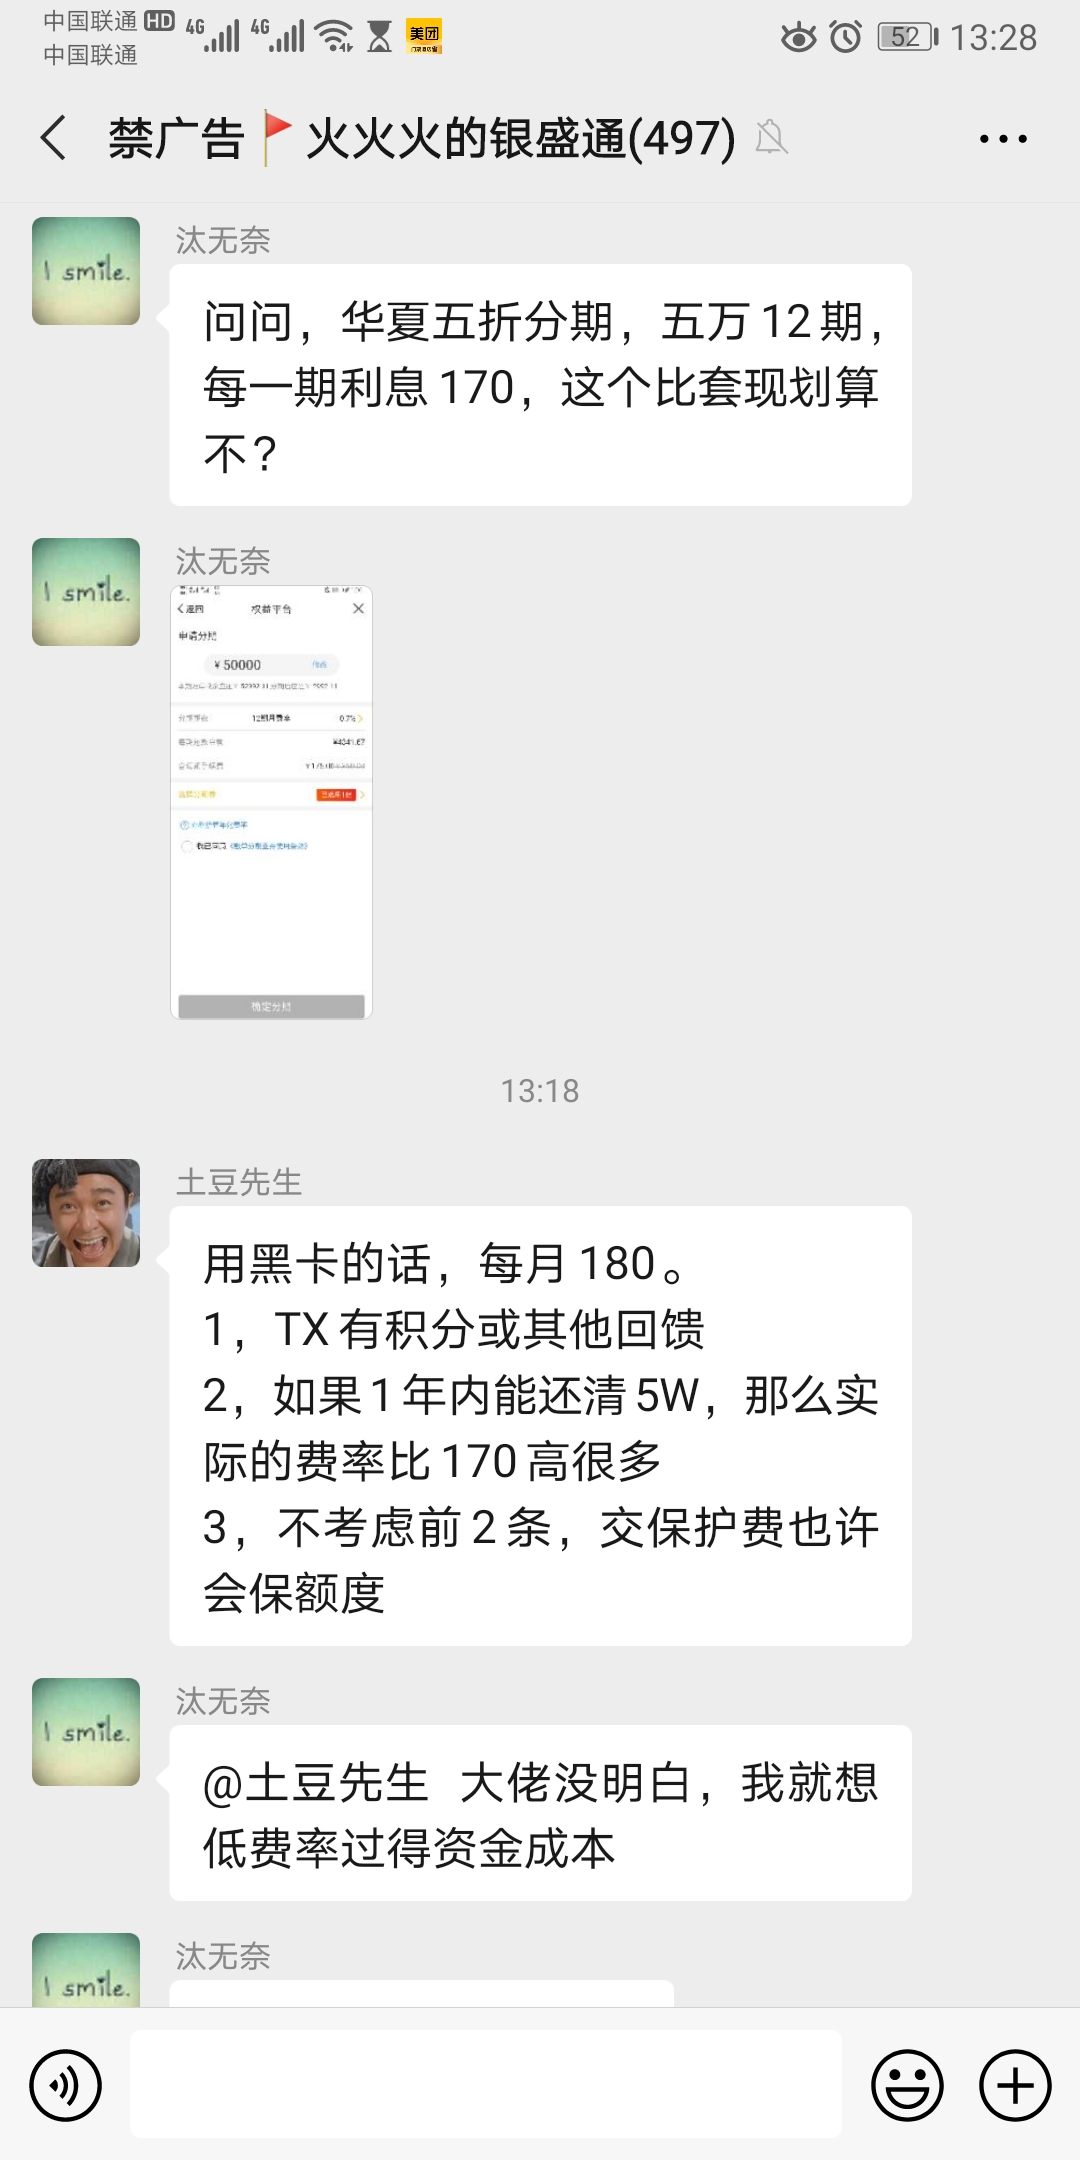 中国联通 HD 4G 4G 美团 52 13:28
中国联通
禁广告🚩火火火的银盛通(497)
I smile.
汰无奈
问问，华夏五折分期，五万12期，
每一期利息170，这个比套现划算
不？
I smile.
汰无奈
返回 权益平台
申请分期
¥ 50000
12期月费率 0.7%
¥4341.67
确定分期
13:18
土豆先生
用黑卡的话，每月180。
1，TX有积分或其他回馈
2，如果1年内能还清5W，那么实
际的费率比170高很多
3，不考虑前2条，交保护费也许
会保额度
I smile.
汰无奈
@土豆先生 大佬没明白，我就想
低费率过得资金成本
I smile.
汰无奈